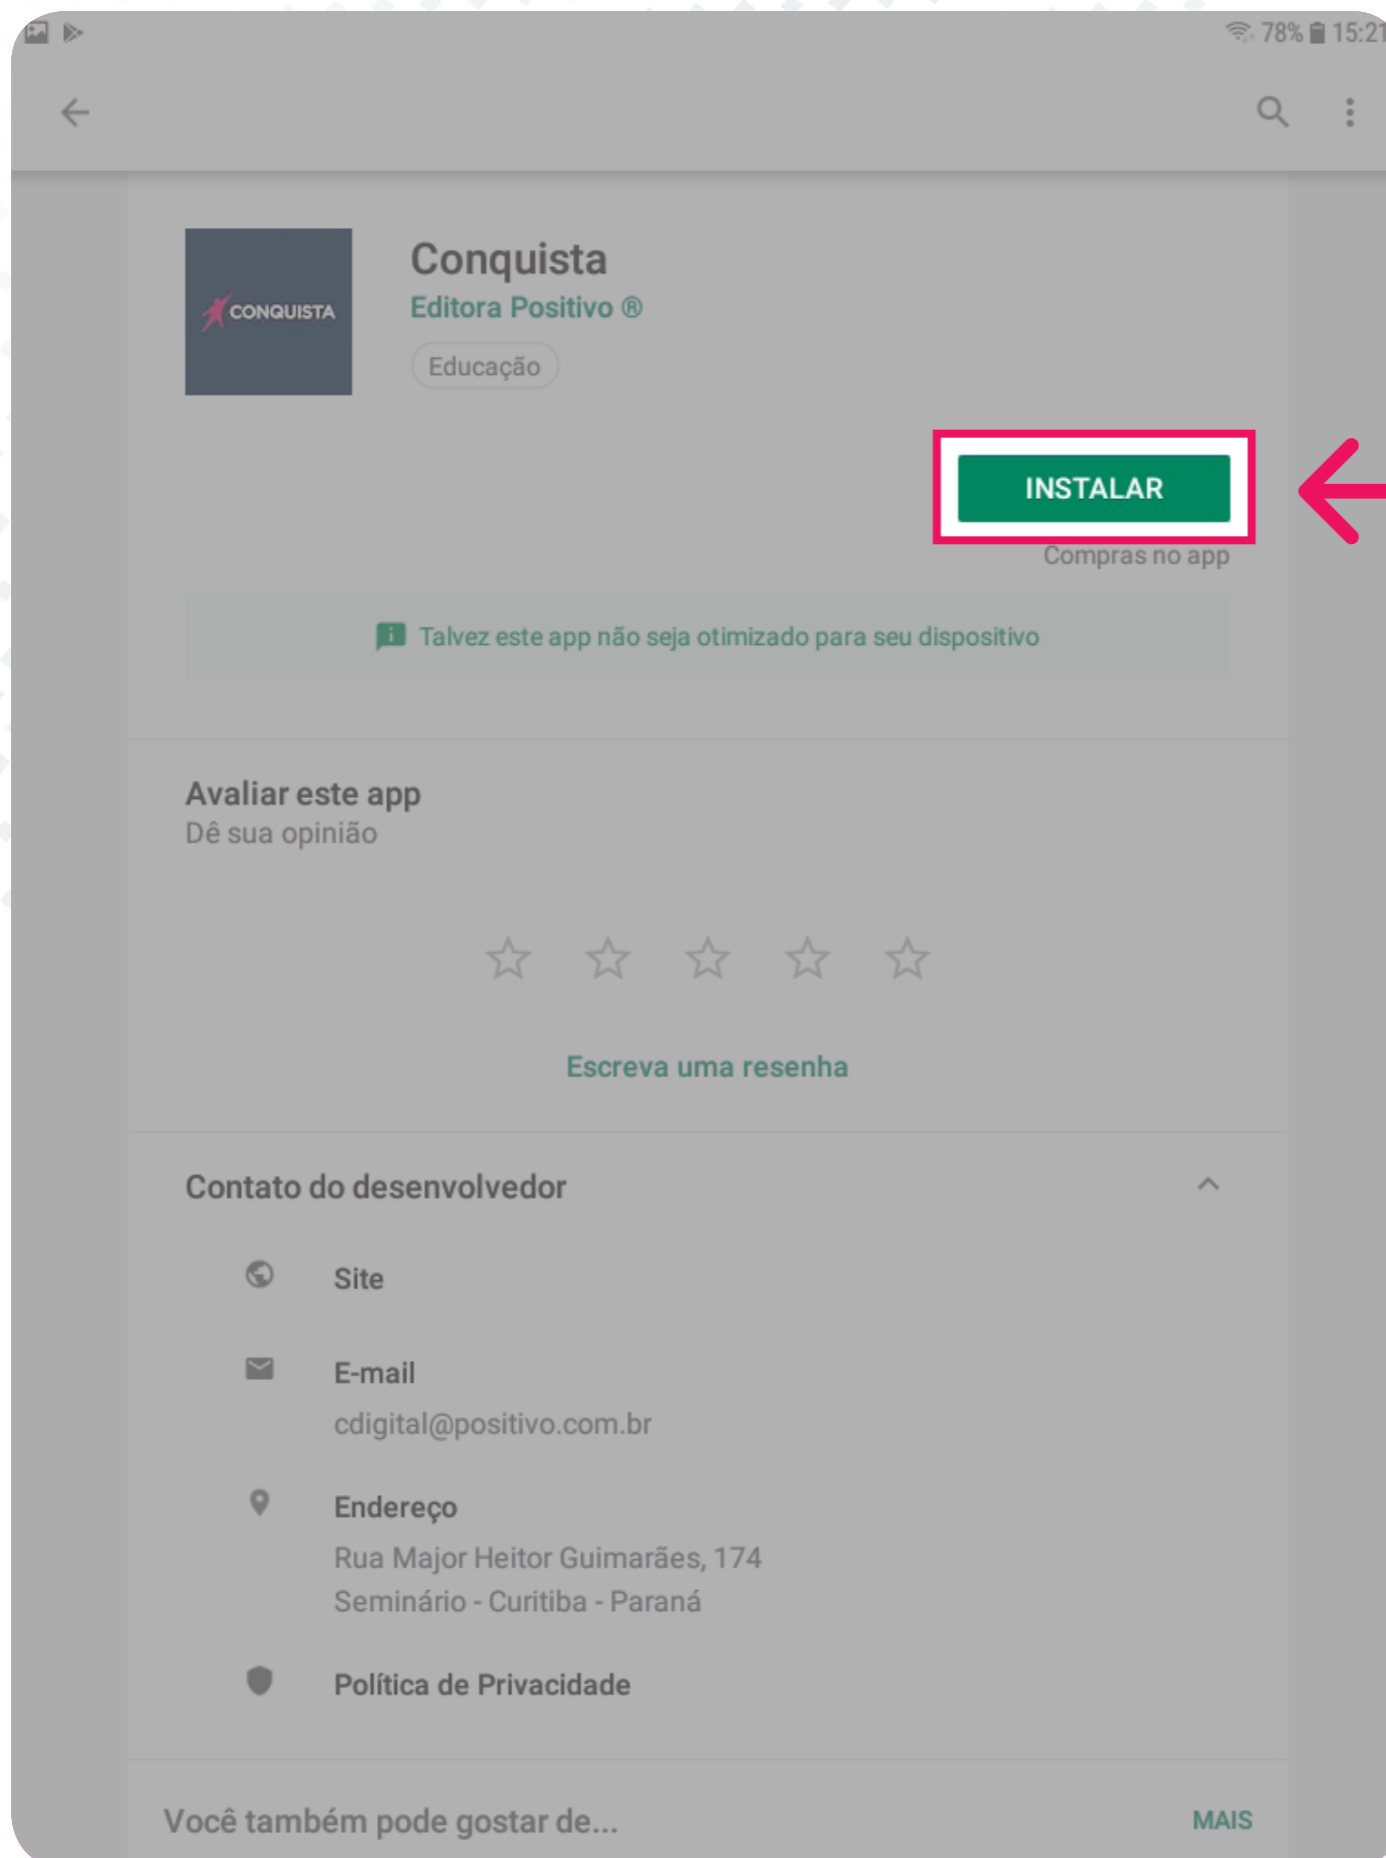 78% 15:21
Conquista
CONQUISTA
Editora Positivo ®
Educação
INSTALAR
Compras no app
Talvez este app não seja otimizado para seu dispositivo
Avaliar este app
Dê sua opinião
Escreva uma resenha
Contato do desenvolvedor
Site
E-mail
cdigital@positivo.com.br
Endereço
Rua Major Heitor Guimarães, 174
Seminário - Curitiba - Paraná
Política de Privacidade
Você também pode gostar de... MAIS